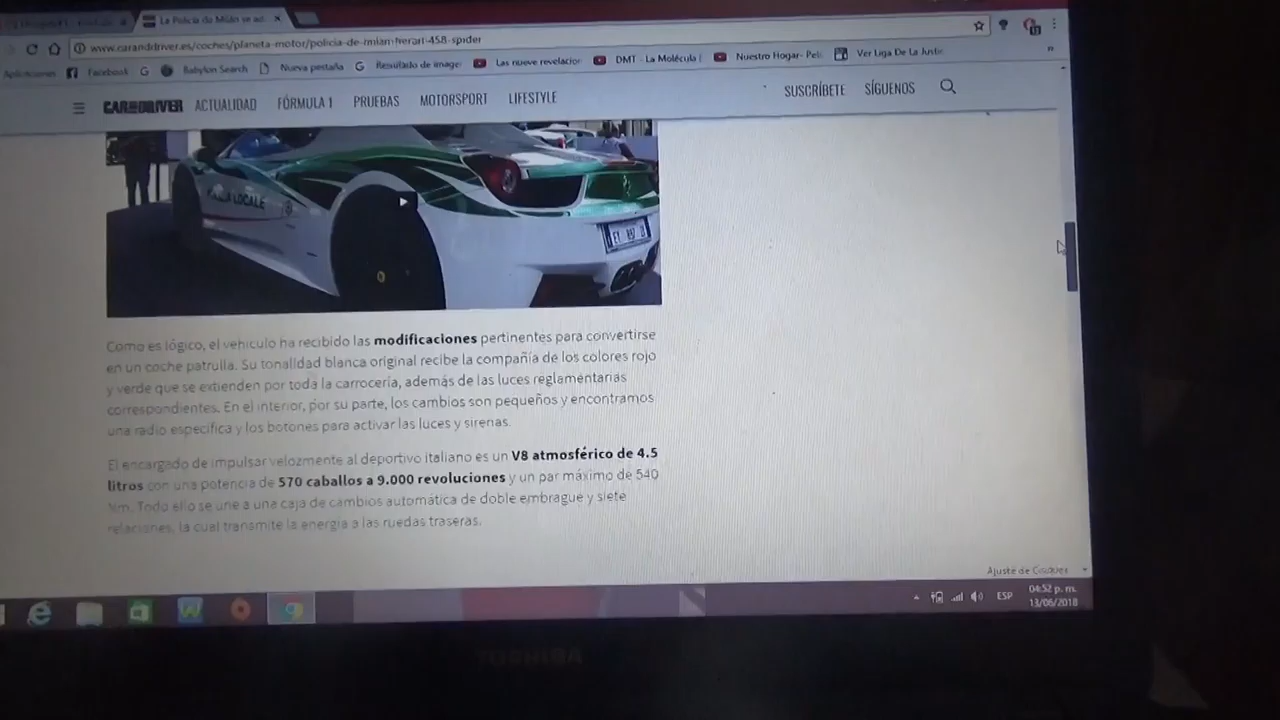 La Policía de Milán se ad
www.caranddriver.es/coches/planeta-motor/policia-de-milan-ferrari-458-spider
Aplicaciones Facebook Babylon Search Nueva pestaña Resultado de image Las nueve revelacion DMT - La Molécula Nuestro Hogar- Pel Ver Liga De La Justic
CAR AND DRIVER ACTUALIDAD FÓRMULA 1 PRUEBAS MOTORSPORT LIFESTYLE SUSCRÍBETE SÍGUENOS
LOCALE
Como es lógico, el vehículo ha recibido las modificaciones pertinentes para convertirse
en un coche patrulla. Su tonalidad blanca original recibe la compañía de los colores rojo
y verde que se extienden por toda la carrocería, además de las luces reglamentarias
correspondientes. En el interior, por su parte, los cambios son pequeños y encontramos
una radio específica y los botones para activar las luces y sirenas.
El encargado de impulsar velozmente al deportivo italiano es un V8 atmosférico de 4.5
litros con una potencia de 570 caballos a 9.000 revoluciones y un par máximo de 540
Nm. Todo ello se une a una caja de cambios automática de doble embrague y siete
relaciones, la cual transmite la energía a las ruedas traseras.
Ajuste de Cookies
ESP
04:52 p. m.
13/06/2018
TOSHIBA